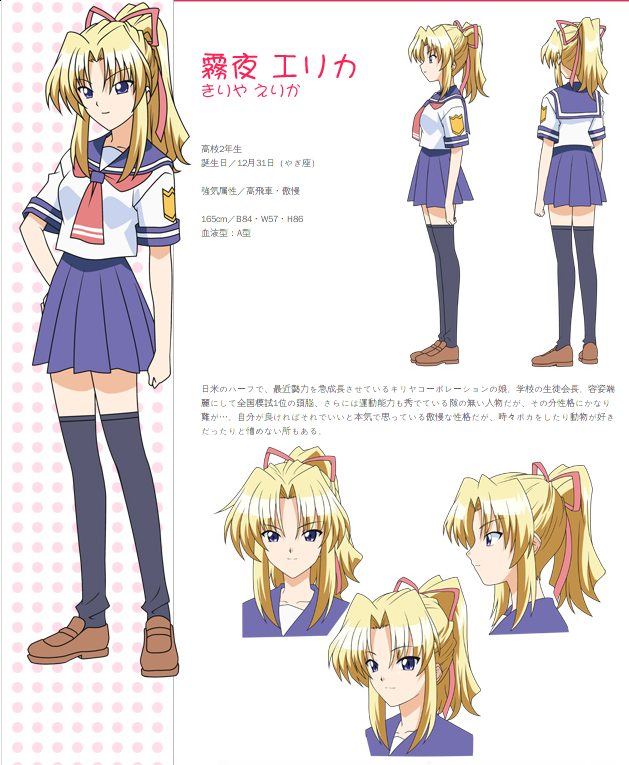 霧夜 エリカ
きりや えりか
高校2年生
誕生日／12月31日（やぎ座）
強気属性／高飛車・傲慢
165cm／B84・W57・H86
血液型：A型
日米のハーフで、最近勢力を急成長させているキリヤコーポレーションの娘。学校の生徒会長。容姿端
麗にして全国模試1位の頭脳、さらには運動能力も秀でている隙の無い人物だが、その分性格にかなり
難が…。自分が良ければそれでいいと本気で思っている傲慢な性格だが、時々ポカをしたり動物が好き
だったりと憎めない所もある。